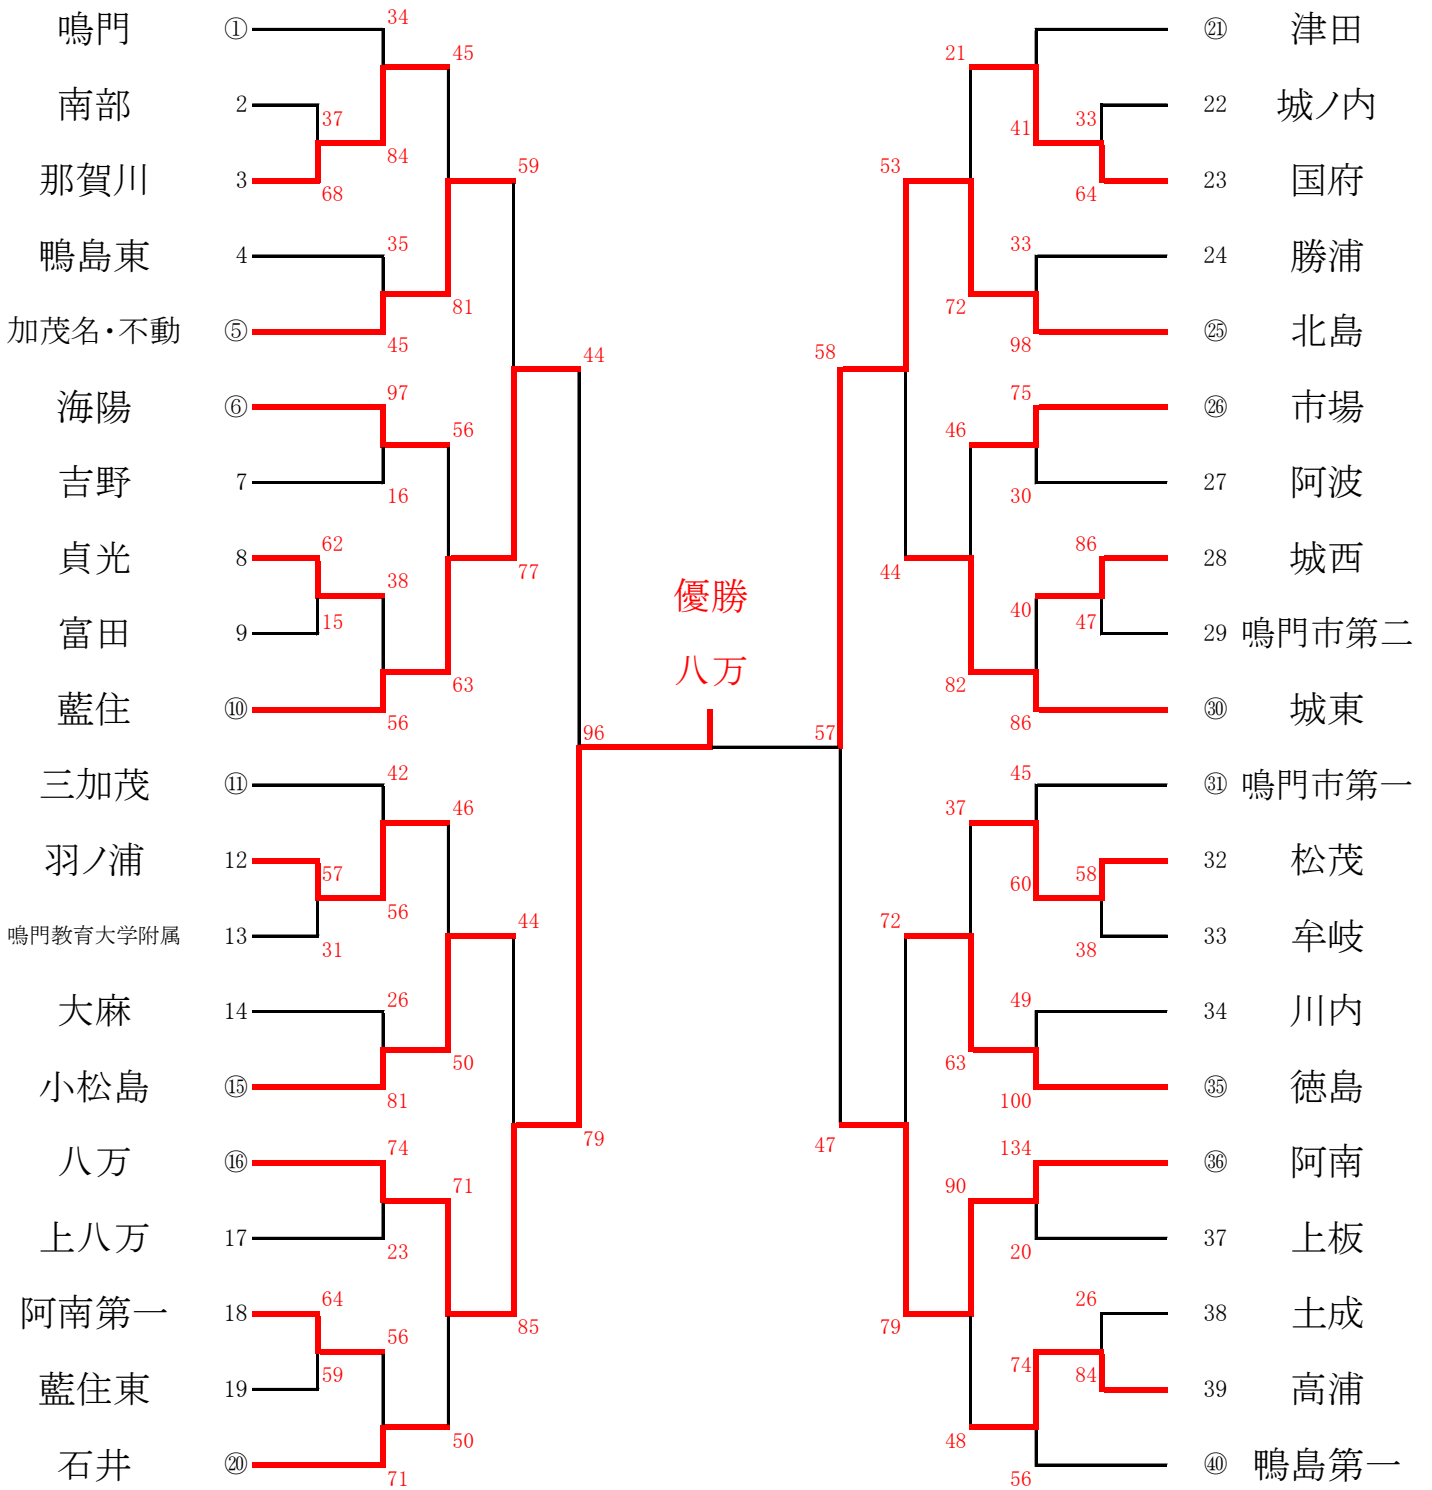 鳴門 ①
南部 2
那賀川 3
鴨島東 4
加茂名・不動 ⑤
海陽 ⑥
吉野 7
貞光 8
富田 9
藍住 ⑩
三加茂 ⑪
羽ノ浦 12
鳴門教育大学附属 13
大麻 14
小松島 ⑮
八万 ⑯
上八万 17
阿南第一 18
藍住東 19
石井 ⑳
37
68
62
15
57
31
64
59
34
84
35
45
97
16
38
56
42
56
26
81
74
23
56
71
45
81
56
63
46
50
71
50
59
77
44
85
44
79
96
優勝
八万
57
58
47
53
44
72
79
21
72
46
82
37
63
90
48
41
33
98
75
30
40
86
45
60
49
100
134
20
74
56
33
64
86
47
58
38
26
84
㉑ 津田
22 城ノ内
23 国府
24 勝浦
㉕ 北島
㉖ 市場
27 阿波
28 城西
29 鳴門市第二
㉚ 城東
㉛ 鳴門市第一
32 松茂
33 牟岐
34 川内
㉟ 徳島
㊱ 阿南
37 上板
38 土成
39 高浦
㊵ 鴨島第一